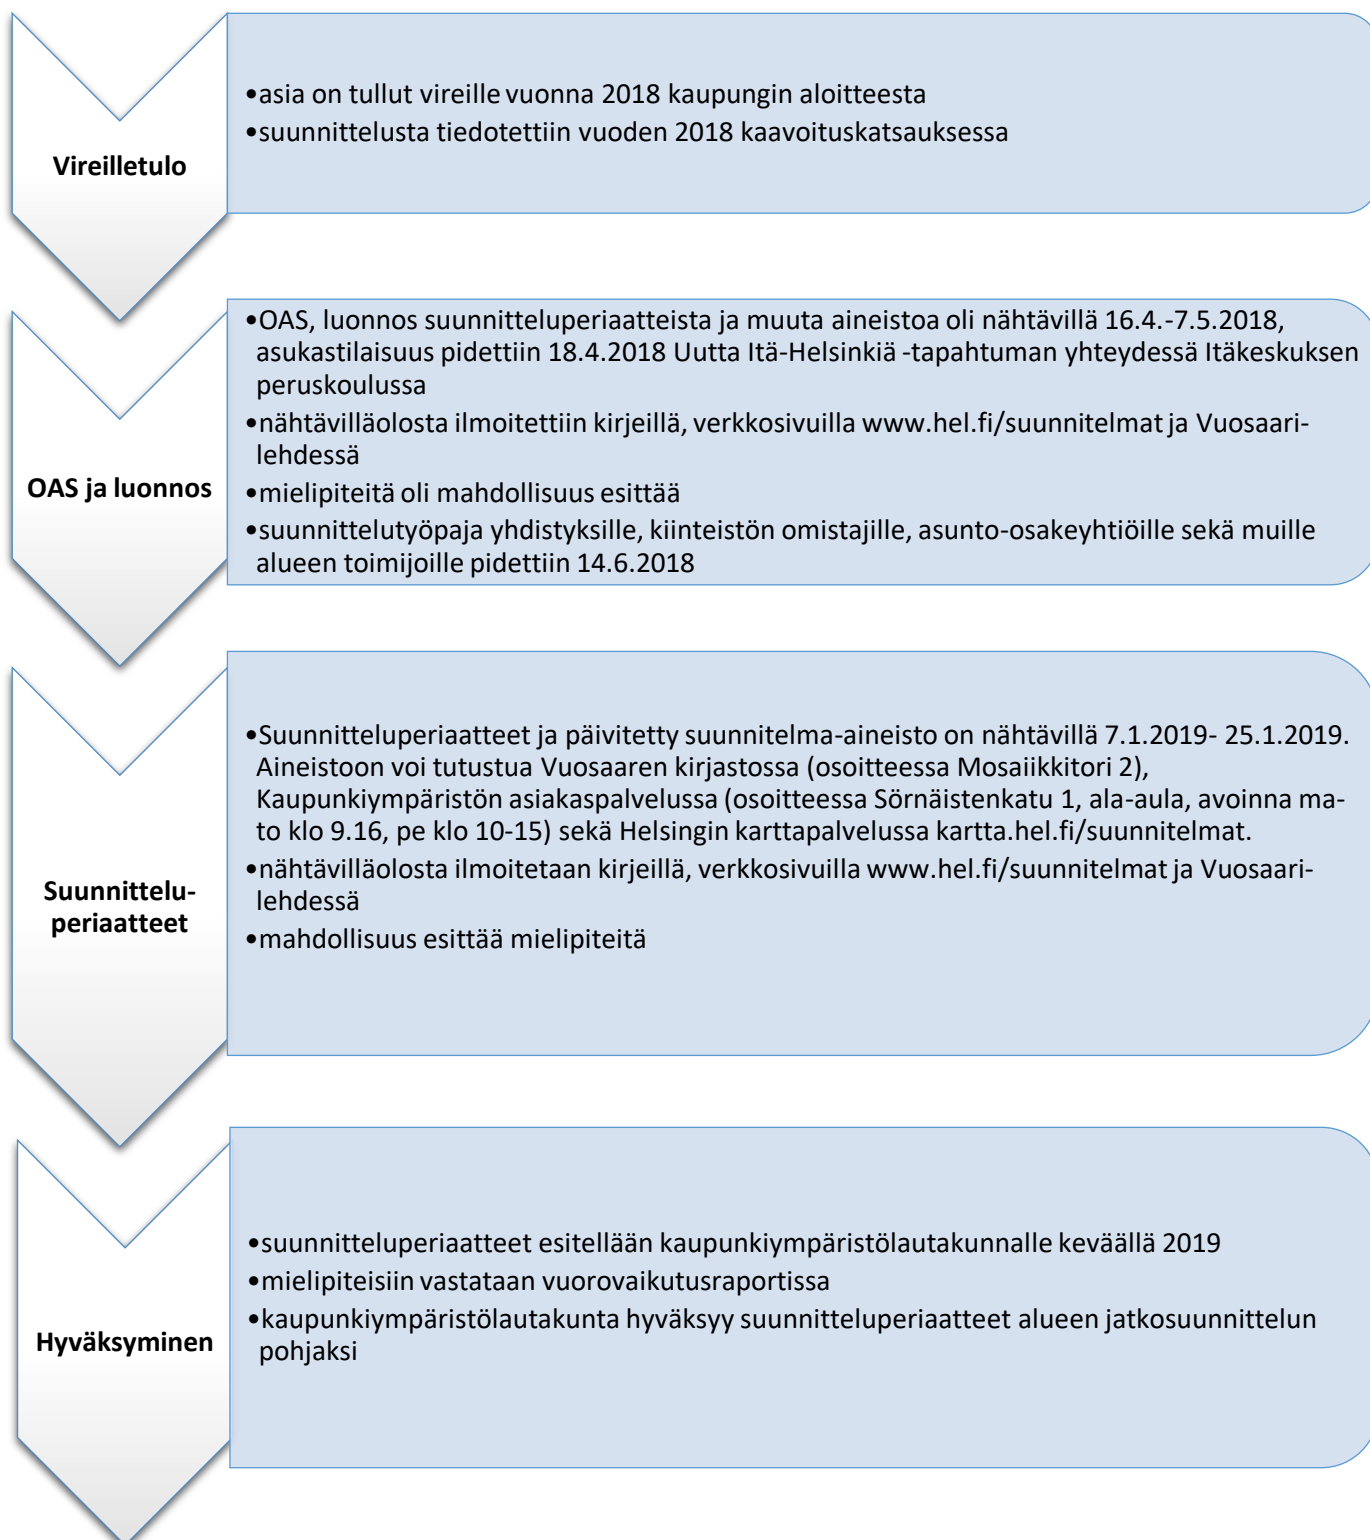 Vireilletulo
•asia on tullut vireille vuonna 2018 kaupungin aloitteesta
•suunnittelusta tiedotettiin vuoden 2018 kaavoituskatsauksessa
OAS ja luonnos
•OAS, luonnos suunnitteluperiaatteista ja muuta aineistoa oli nähtävillä 16.4.-7.5.2018,
asukastilaisuus pidettiin 18.4.2018 Uutta Itä-Helsinkiä -tapahtuman yhteydessä Itäkeskuksen
peruskoulussa
•nähtävilläolosta ilmoitettiin kirjeillä, verkkosivuilla www.hel.fi/suunnitelmat ja Vuosaari-
lehdessä
•mielipiteitä oli mahdollisuus esittää
•suunnittelutyöpaja yhdistyksille, kiinteistön omistajille, asunto-osakeyhtiöille sekä muille
alueen toimijoille pidettiin 14.6.2018
Suunnittelu-
periaatteet
•Suunnitteluperiaatteet ja päivitetty suunnitelma-aineisto on nähtävillä 7.1.2019- 25.1.2019.
Aineistoon voi tutustua Vuosaaren kirjastossa (osoitteessa Mosaiikkitori 2),
Kaupunkiympäristön asiakaspalvelussa (osoitteessa Sörnäistenkatu 1, ala-aula, avoinna ma-
to klo 9.16, pe klo 10-15) sekä Helsingin karttapalvelussa kartta.hel.fi/suunnitelmat.
•nähtävilläolosta ilmoitetaan kirjeillä, verkkosivuilla www.hel.fi/suunnitelmat ja Vuosaari-
lehdessä
•mahdollisuus esittää mielipiteitä
Hyväksyminen
•suunnitteluperiaatteet esitellään kaupunkiympäristölautakunnalle keväällä 2019
•mielipiteisiin vastataan vuorovaikutusraportissa
•kaupunkiympäristölautakunta hyväksyy suunnitteluperiaatteet alueen jatkosuunnittelun
pohjaksi